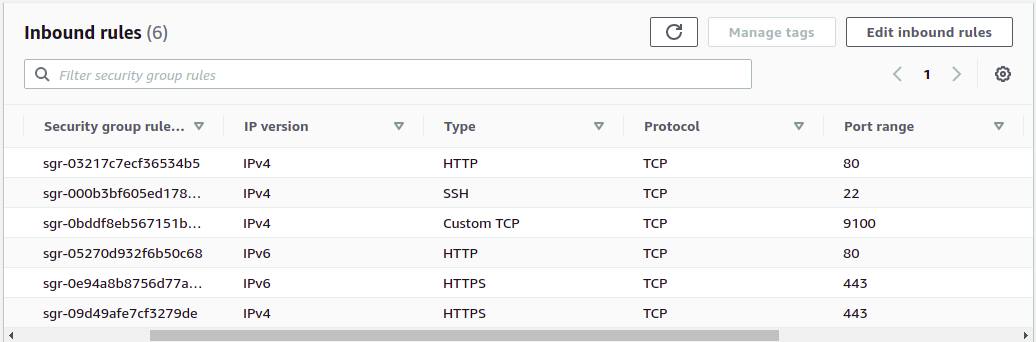 Inbound rules (6)
Manage tags
Edit inbound rules
Filter security group rules
1
Security group rule... IP version Type Protocol Port range
sgr-03217c7ecf36534b5 IPv4 HTTP TCP 80
sgr-000b3bf605ed178... IPv4 SSH TCP 22
sgr-0bddf8eb567151b... IPv4 Custom TCP TCP 9100
sgr-05270d932f6b50c68 IPv6 HTTP TCP 80
sgr-0e94a8b8756d77a... IPv6 HTTPS TCP 443
sgr-09d49afe7cf3279de IPv4 HTTPS TCP 443